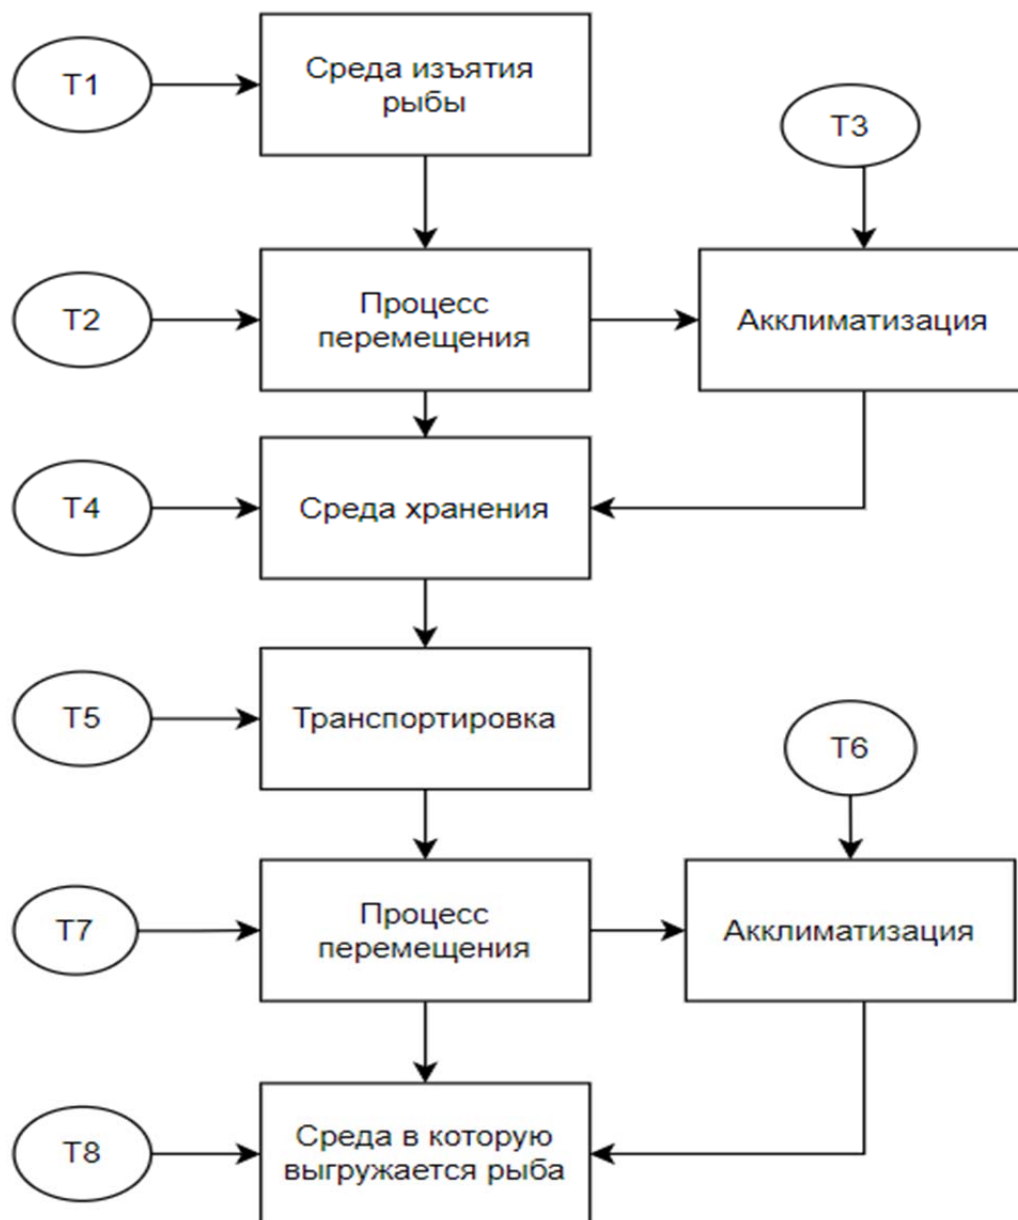 T1
Среда изъятия
рыбы
T3
T2
Процесс
перемещения
Акклиматизация
T4
Среда хранения
T5
Транспортировка
T6
T7
Процесс
перемещения
Акклиматизация
T8
Среда в которую
выгружается рыба